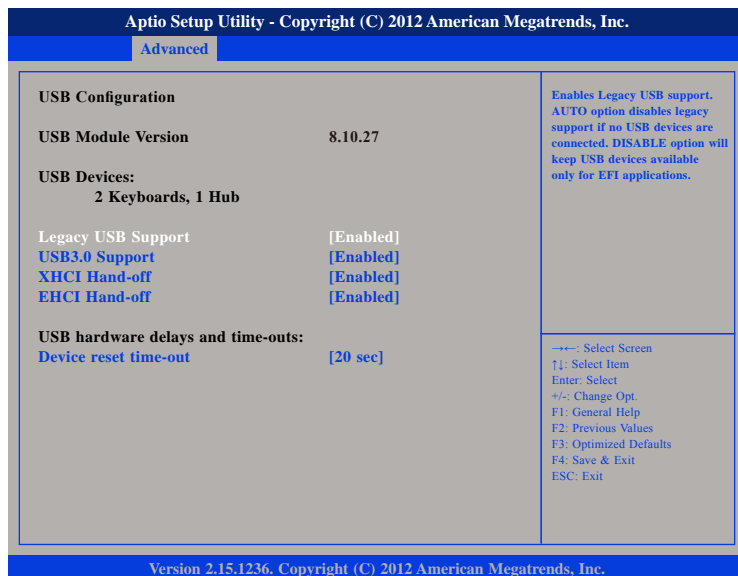 Aptio Setup Utility - Copyright (C) 2012 American Megatrends, Inc.
Advanced
USB Configuration
USB Module Version 8.10.27
USB Devices:
2 Keyboards, 1 Hub
Legacy USB Support [Enabled]
USB3.0 Support [Enabled]
XHCI Hand-off [Enabled]
EHCI Hand-off [Enabled]
USB hardware delays and time-outs:
Device reset time-out [20 sec]
Enables Legacy USB support.
AUTO option disables legacy
support if no USB devices are
connected. DISABLE option will
keep USB devices available
only for EFI applications.
→←: Select Screen
↑↓: Select Item
Enter: Select
+/-: Change Opt.
F1: General Help
F2: Previous Values
F3: Optimized Defaults
F4: Save & Exit
ESC: Exit
Version 2.15.1236. Copyright (C) 2012 American Megatrends, Inc.